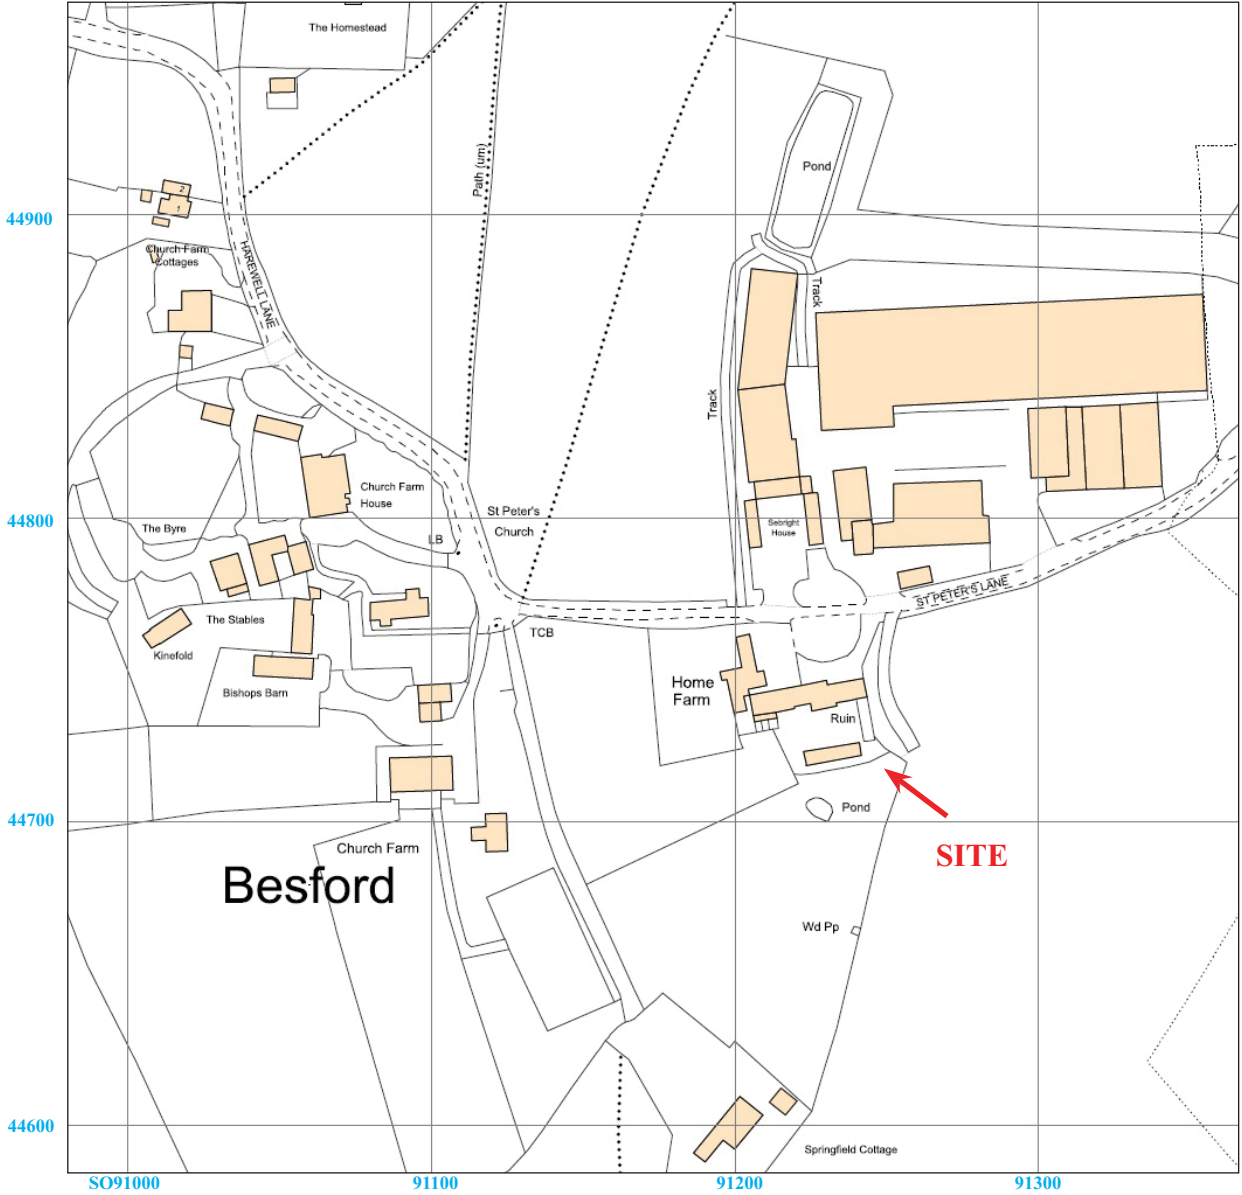 The Homestead
Path (um)
Pond
2
1
44900
HAREWELL LANE
Church Farm
Cottages
Track
Track
Church Farm
House
St Peter's
Church
44800
The Byre
LB
Sebright
House
ST PETER'S LANE
The Stables
TCB
Kinefold
Bishops Barn
Home
Farm
Ruin
44700
Pond
Church Farm
SITE
Besford
Wd Pp
44600
Springfield Cottage
SO91000
91100
91200
91300